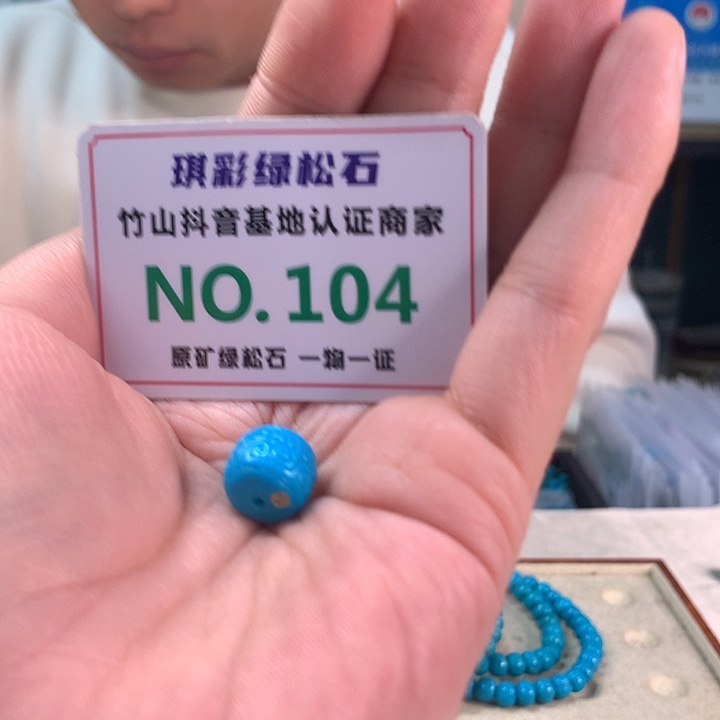 琪彩绿松石
竹山抖音基地认证商家
NO.104
原矿绿松石 一物一证